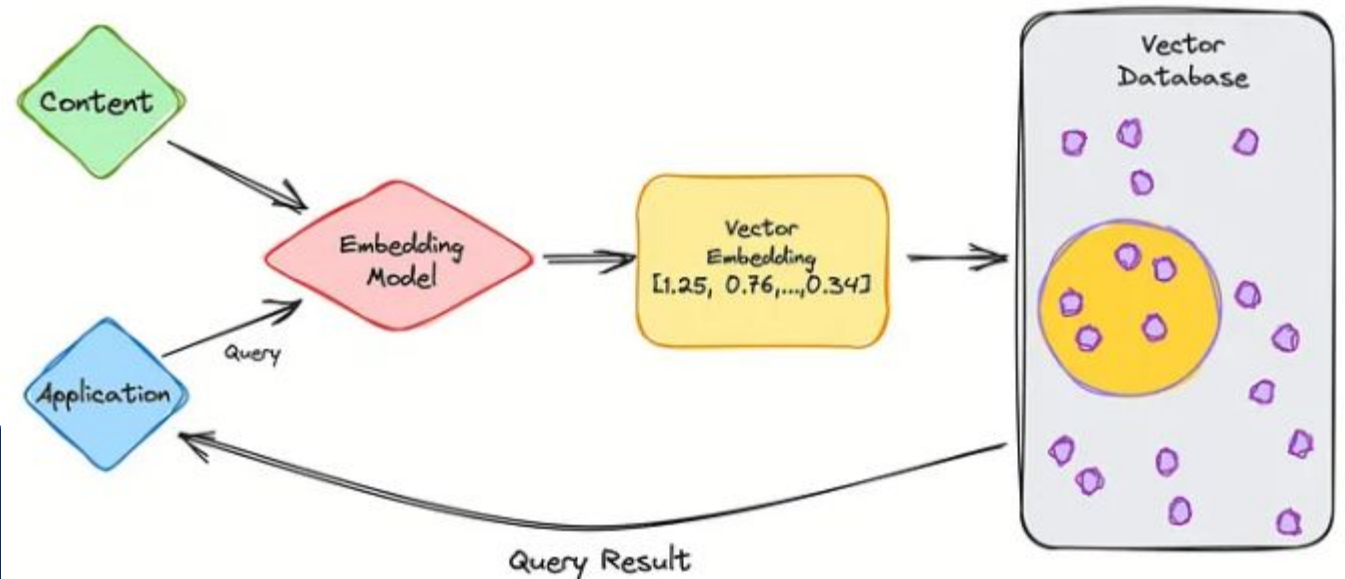 Content
Application
Query
Embedding
Model
Vector
Embedding
[1.25, 0.76,...,0.34]
Vector
Database
Query Result